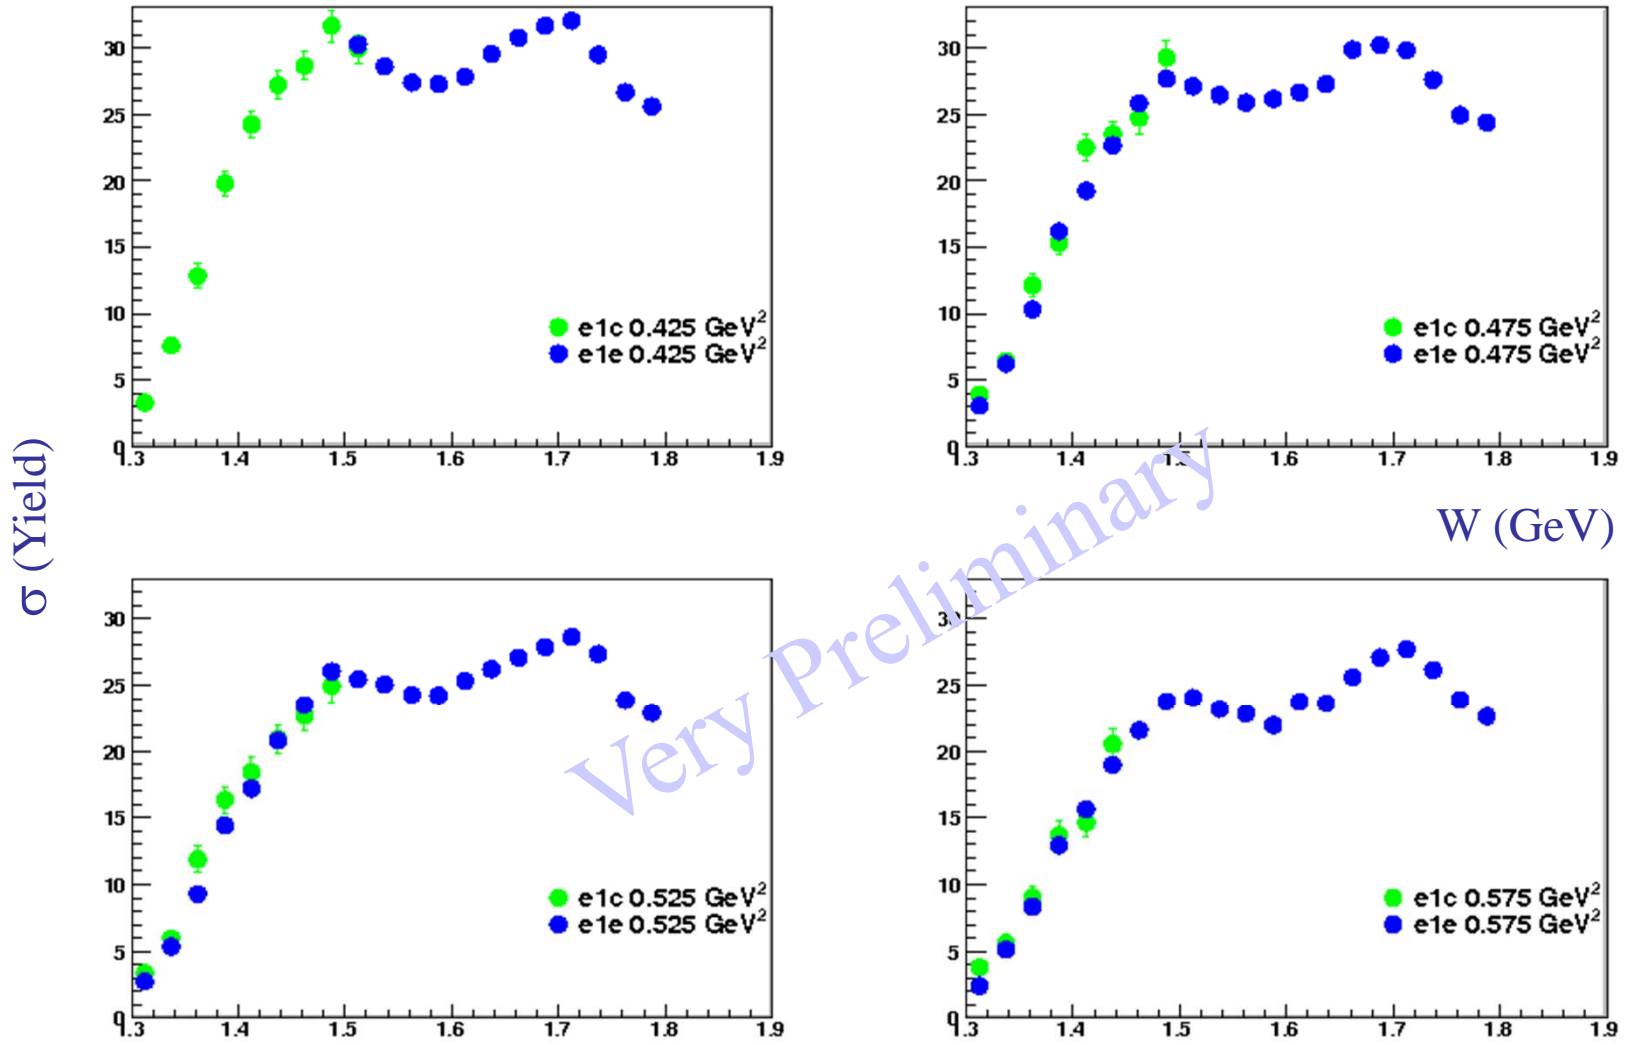 30
25
20
15
10
5
0
1.3 1.4 1.5 1.6 1.7 1.8 1.9
e1c 0.425 GeV²
e1e 0.425 GeV²
30
25
20
15
10
5
0
1.3 1.4 1.5 1.6 1.7 1.8 1.9
e1c 0.475 GeV²
e1e 0.475 GeV²
σ (Yield)
W (GeV)
Very Preliminary
30
25
20
15
10
5
0
1.3 1.4 1.5 1.6 1.7 1.8 1.9
e1c 0.525 GeV²
e1e 0.525 GeV²
30
25
20
15
10
5
0
1.3 1.4 1.5 1.6 1.7 1.8 1.9
e1c 0.575 GeV²
e1e 0.575 GeV²